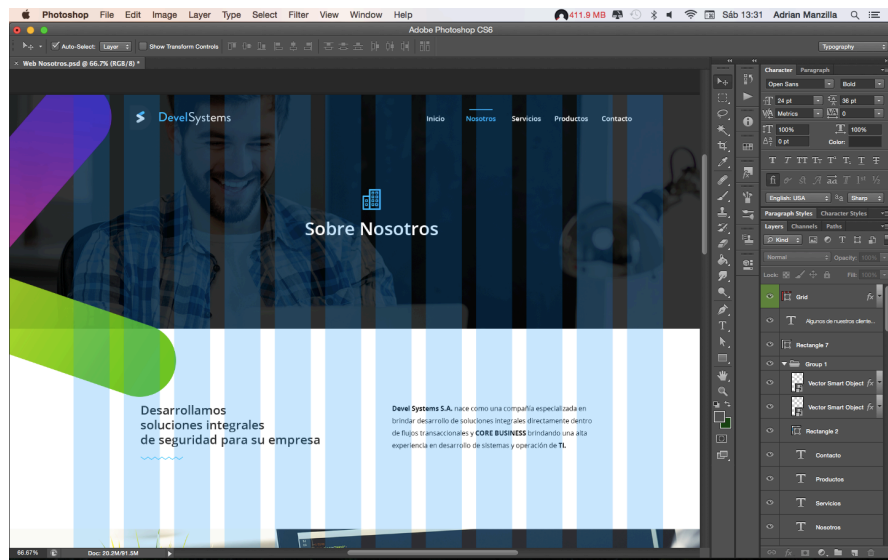 Photoshop File Edit Image Layer Type Select Filter View Window Help 411.9 MB Sáb 13:31 Adrian Manzilla
Adobe Photoshop CS6
Auto-Select: Layer Show Transform Controls Typography
× Web Nosotros.psd @ 66.7% (RGB/8) *
DevelSystems
Inicio Nosotros Servicios Productos Contacto
Sobre Nosotros
Desarrollamos
soluciones integrales
de seguridad para su empresa
Devel Systems S.A. nace como una compañía especializada en
brindar desarrollo de soluciones integrales directamente dentro
de flujos transaccionales y CORE BUSINESS brindando una alta
experiencia en desarrollo de sistemas y operación de TI.
66.67% Doc: 20.2M/91.5M
Character Paragraph
Open Sans Bold
24 pt 36 pt
Metrics 0
100% 100%
0 pt Color:
English: USA Sharp
Paragraph Styles Character Styles
Layers Channels Paths
Kind
Normal Opacity: 100%
Lock: Fill: 100%
Grid fx
Algunos de nuestros cliente...
Rectangle 7
Group 1
Vector Smart Object fx
Vector Smart Object fx
Rectangle 2
Contacto
Productos
Servicios
Nosotros